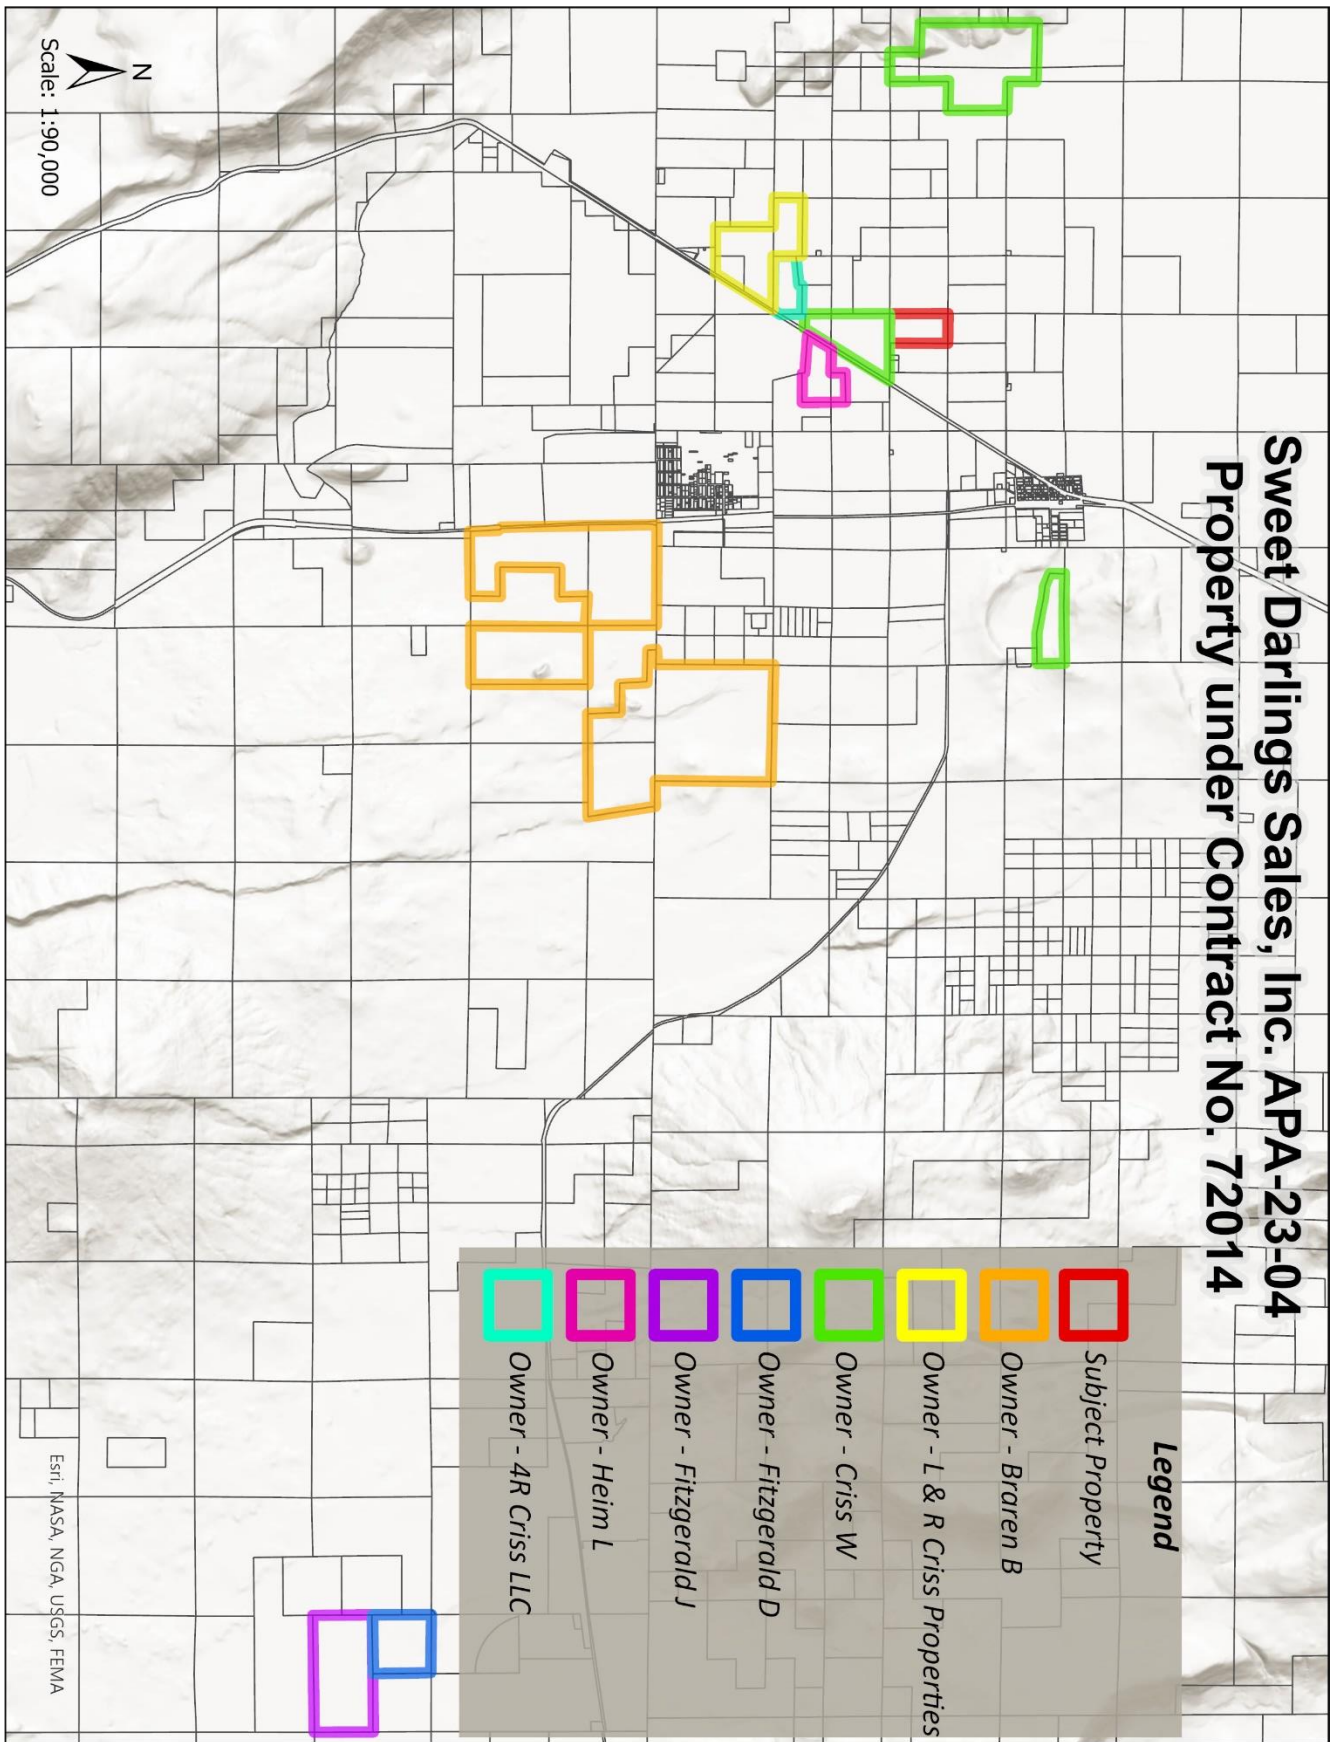 Sweet Darlings Sales, Inc. APA-23-04
Property under Contract No. 72014
Legend
Subject Property
Owner - Braren B
Owner - L & R Criss Properties
Owner - Criss W
Owner - Fitzgerald D
Owner - Fitzgerald J
Owner - Heim L
Owner - 4R Criss LLC
N
Scale: 1:90,000
Esri, NASA, NGA, USGS, FEMA